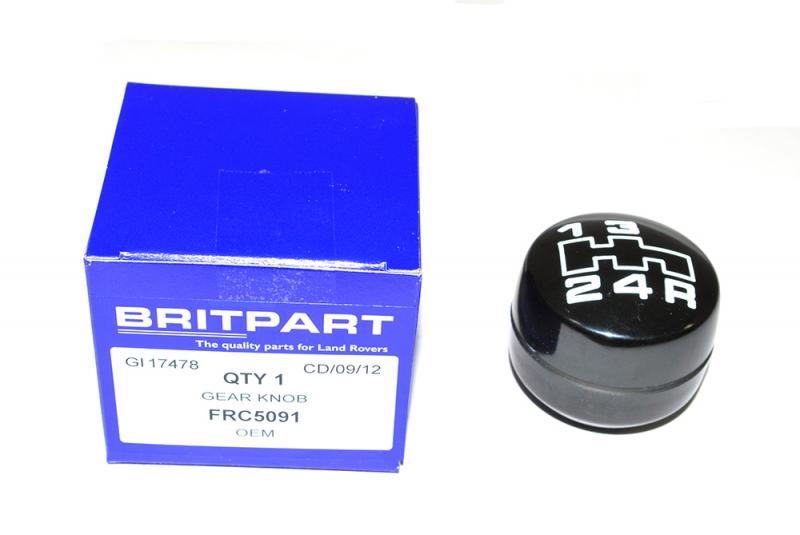 BRITPART
The quality parts for Land Rovers
GI 17478 CD/09/12
QTY 1
GEAR KNOB
FRC5091
OEM
1 3
2 4 R